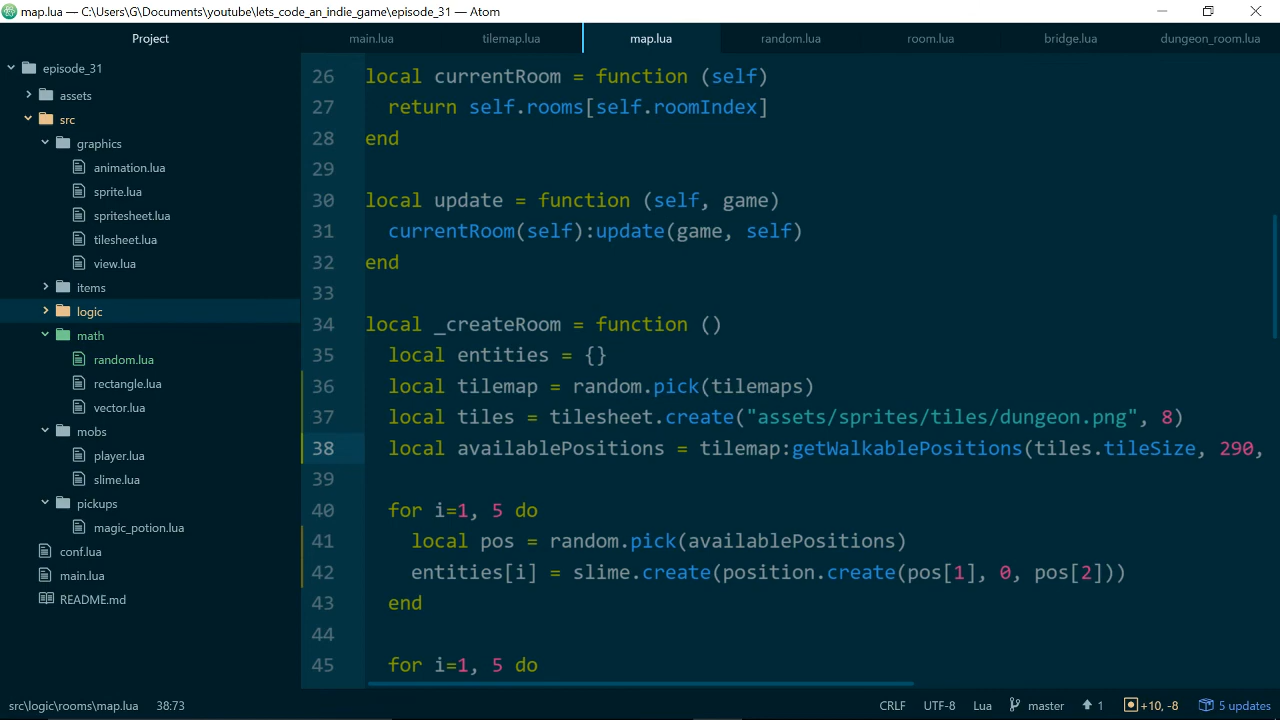 map.lua — C:\Users\G\Documents\youtube\lets_code_an_indie_game\episode_31 — Atom
Project
main.lua
tilemap.lua
map.lua
random.lua
room.lua
bridge.lua
dungeon_room.lua
episode_31
assets
src
graphics
animation.lua
sprite.lua
spritesheet.lua
tilesheet.lua
view.lua
items
logic
math
random.lua
rectangle.lua
vector.lua
mobs
player.lua
slime.lua
pickups
magic_potion.lua
conf.lua
main.lua
README.md
26 local currentRoom = function (self)
27 return self.rooms[self.roomIndex]
28 end
29
30 local update = function (self, game)
31 currentRoom(self):update(game, self)
32 end
33
34 local _createRoom = function ()
35 local entities = {}
36 local tilemap = random.pick(tilemaps)
37 local tiles = tilesheet.create("assets/sprites/tiles/dungeon.png", 8)
38 local availablePositions = tilemap:getWalkablePositions(tiles.tileSize, 290,
39
40 for i=1, 5 do
41 local pos = random.pick(availablePositions)
42 entities[i] = slime.create(position.create(pos[1], 0, pos[2]))
43 end
44
45 for i=1, 5 do
src\logic\rooms\map.lua 38:73
CRLF UTF-8 Lua master 1 +10, -8 5 updates